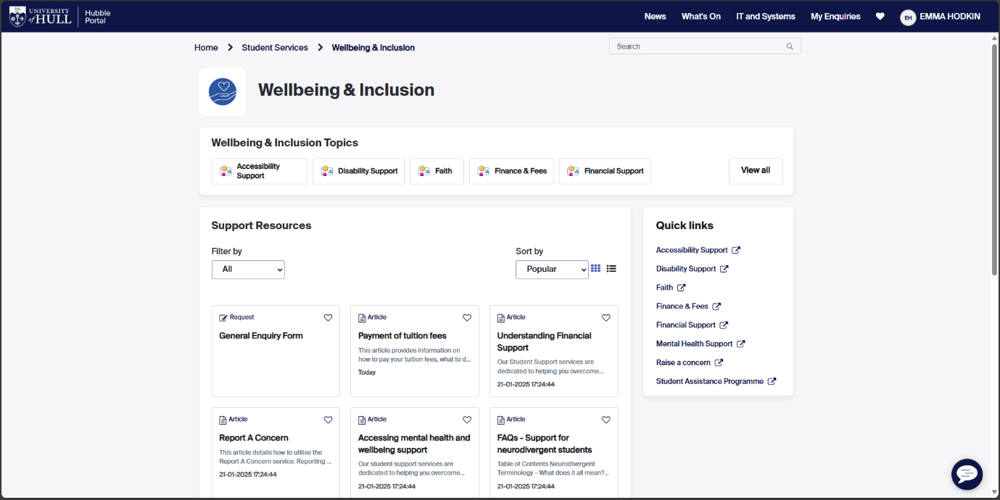 UNIVERSITY
of HULL
Hubble
Portal
News
What's On
IT and Systems
My Enquiries
EH
EMMA HODKIN
Home
Student Services
Wellbeing & Inclusion
Search
Wellbeing & Inclusion
Wellbeing & Inclusion Topics
Accessibility
Support
Disability Support
Faith
Finance & Fees
Financial Support
View all
Support Resources
Filter by
All
Sort by
Popular
Request
General Enquiry Form
Article
Payment of tuition fees
This article provides information on
how to pay your tuition fees, what to d...
Today
Article
Understanding Financial
Support
Our Student Support services are
dedicated to helping you overcome...
21-01-2025 17:24:44
Article
Report A Concern
This article details how to utilise the
Report A Concern service. Reporting ...
21-01-2025 17:24:44
Article
Accessing mental health and
wellbeing support
Our student support services are
dedicated to helping you overcome...
21-01-2025 17:24:44
Article
FAQs - Support for
neurodivergent students
Table of Contents Neurodivergent
Terminology - What does it all mean?...
21-01-2025 17:24:44
Quick links
Accessibility Support
Disability Support
Faith
Finance & Fees
Financial Support
Mental Health Support
Raise a concern
Student Assistance Programme